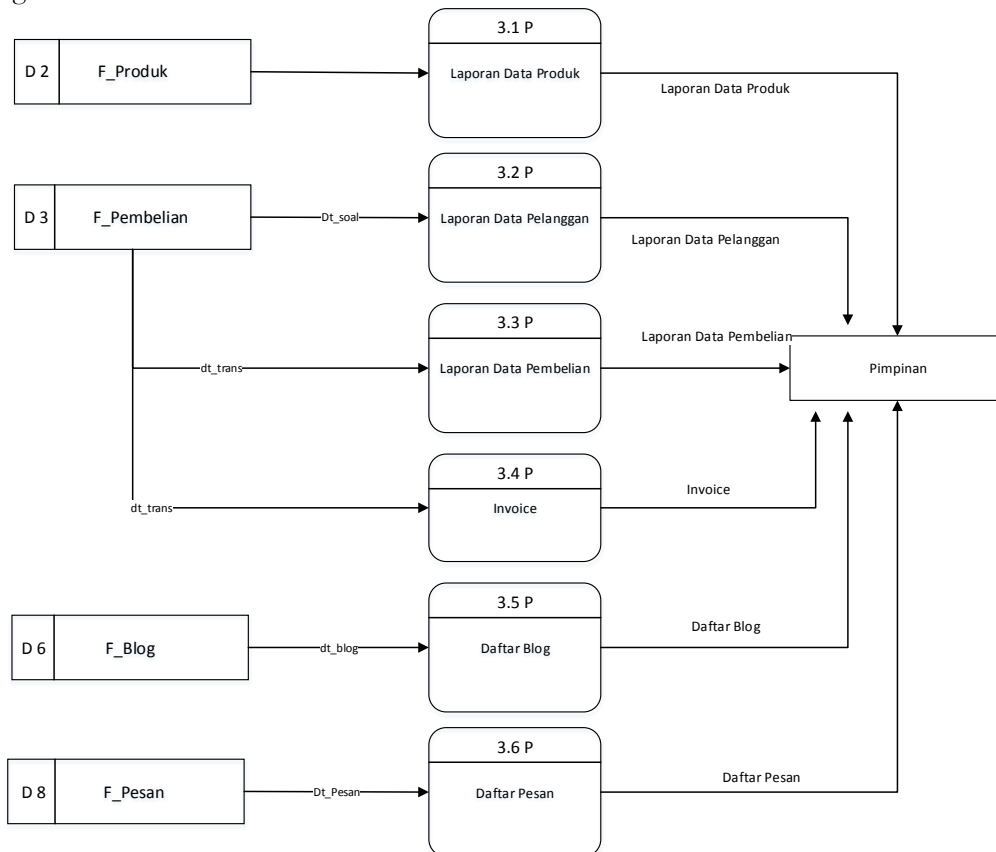 3.1 P
D 2
F_Produk
Laporan Data Produk
Laporan Data Produk
3.2 P
D 3
F_Pembelian
Dt_soal
Laporan Data Pelanggan
Laporan Data Pelanggan
3.3 P
Laporan Data Pembelian
dt_trans
Laporan Data Pembelian
Pimpinan
3.4 P
Invoice
dt_trans
Invoice
3.5 P
Daftar Blog
D 6
F_Blog
dt_blog
Daftar Blog
3.6 P
Daftar Pesan
D 8
F_Pesan
Dt_Pesan
Daftar Pesan